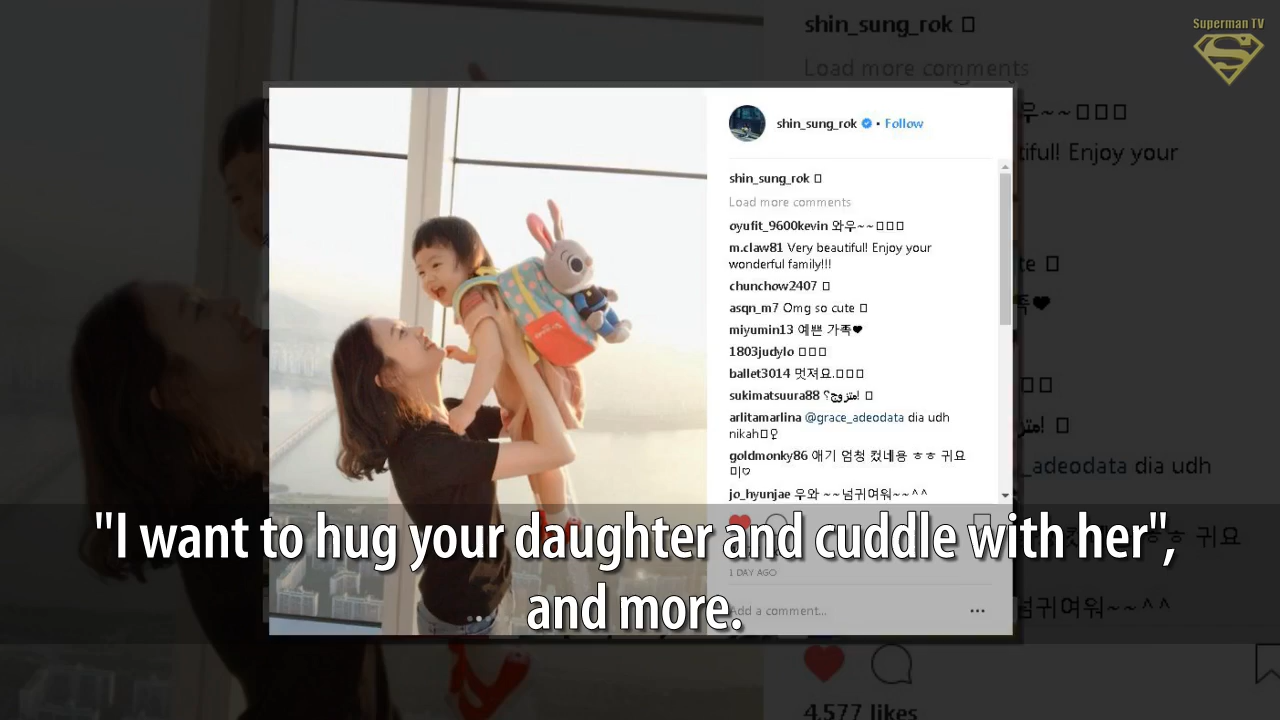 Superman TV
shin_sung_rok
Load more comments
우~~
tiful! Enjoy your
shin_sung_rok • Follow
shin_sung_rok
Load more comments
oyufit_9600kevin 와우~~
m.claw81 Very beautiful! Enjoy your
wonderful family!!!
chunchow2407
asqn_m7 Omg so cute
miyumin13 예쁜 가족❤
1803judylo
ballet3014 멋져요.
sukimatsuura88 متزوج؟!
arlitamarlina @grace_adeodata dia udh
nikah♀
goldmonky86 애기 엄청 컸네용 ㅎㅎ 귀요
미♡
jo_hyunjae 우와 ~~넘귀여워~~^^
1 DAY AGO
Add a comment...
"I want to hug your daughter and cuddle with her",
and more.
_adeodata dia udh
ㅎㅎ 귀요
넘귀여워~~^^
4,577 likes